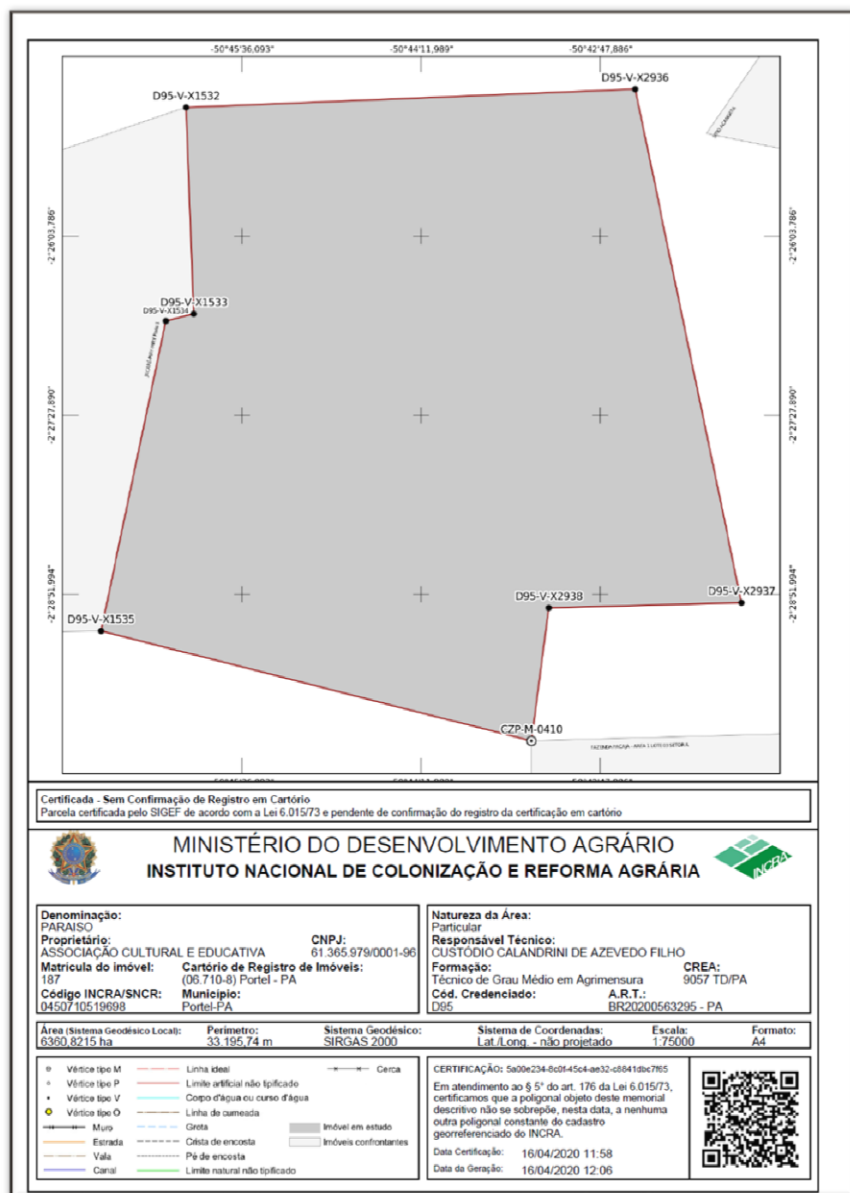 -50°45'36,093"
-50°44'11,989"
-50°42'47,886"
D95-V-X2936
D95-V-X1532
-2°26'03,786"
-2°26'03,786"
D95-V-X1533
D95-V-X1534
-2°27'27,890"
-2°27'27,890"
-2°28'51,994"
-2°28'51,994"
D95-V-X2938
D95-V-X2937
D95-V-X1535
CZP-M-0410
Certificada - Sem Confirmação de Registro em Cartório
Parcela certificada pelo SIGEF de acordo com a Lei 6.015/73 e pendente de confirmação do registro da certificação em cartório
MINISTÉRIO DO DESENVOLVIMENTO AGRÁRIO
INSTITUTO NACIONAL DE COLONIZAÇÃO E REFORMA AGRÁRIA
INCRA
Denominação:
PARAISO
Proprietário: CNPJ:
ASSOCIAÇÃO CULTURAL E EDUCATIVA 61.365.979/0001-96
Matrícula do imóvel: Cartório de Registro de Imóveis:
187 (06.710-8) Portel - PA
Código INCRA/SNCR: Município:
0450710519698 Portel-PA
Natureza da Área:
Particular
Responsável Técnico:
CUSTÓDIO CALANDRINI DE AZEVEDO FILHO
Formação: CREA:
Técnico de Grau Médio em Agrimensura 9057 TD/PA
Cód. Credenciado: A.R.T.:
D95 BR20200563295 - PA
Área (Sistema Geodésico Local): Perímetro: Sistema Geodésico: Sistema de Coordenadas: Escala: Formato:
6360,8215 ha 33.195,74 m SIRGAS 2000 Lat./Long. - não projetado 1:75000 A4
Vértice tipo M Linha ideal Cerca
Vértice tipo P Limite artificial não tipificado
Vértice tipo V Corpo d'água ou curso d'água
Vértice tipo O Linha de cumeada
Muro Grota Imóvel em estudo
Estrada Crista de encosta Imóveis confrontantes
Vala Pé de encosta
Canal Limite natural não tipificado
CERTIFICAÇÃO: 5a00e234-8c0f-45c4-ae32-c8841dbc7f65
Em atendimento ao § 5° do art. 176 da Lei 6.015/73,
certificamos que a poligonal objeto deste memorial
descritivo não se sobrepõe, nesta data, a nenhuma
outra poligonal constante do cadastro
georreferenciado do INCRA.
Data Certificação: 16/04/2020 11:58
Data da Geração: 16/04/2020 12:06